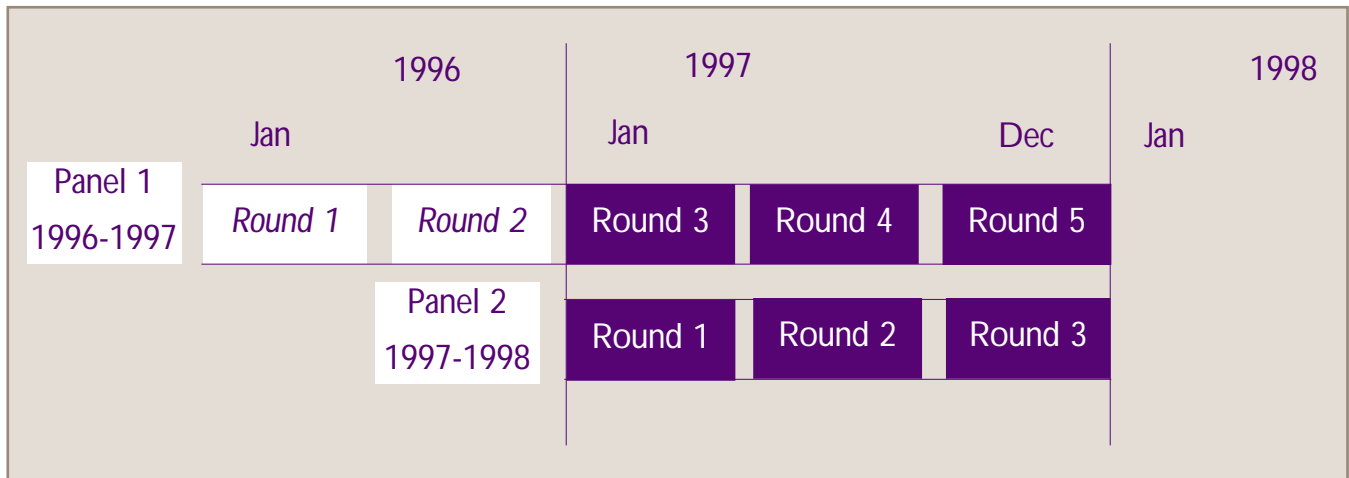 1996 1997 1998
Jan Jan Dec Jan
Panel 1
1996-1997
Round 1 Round 2 Round 3 Round 4 Round 5
Panel 2
1997-1998
Round 1 Round 2 Round 3